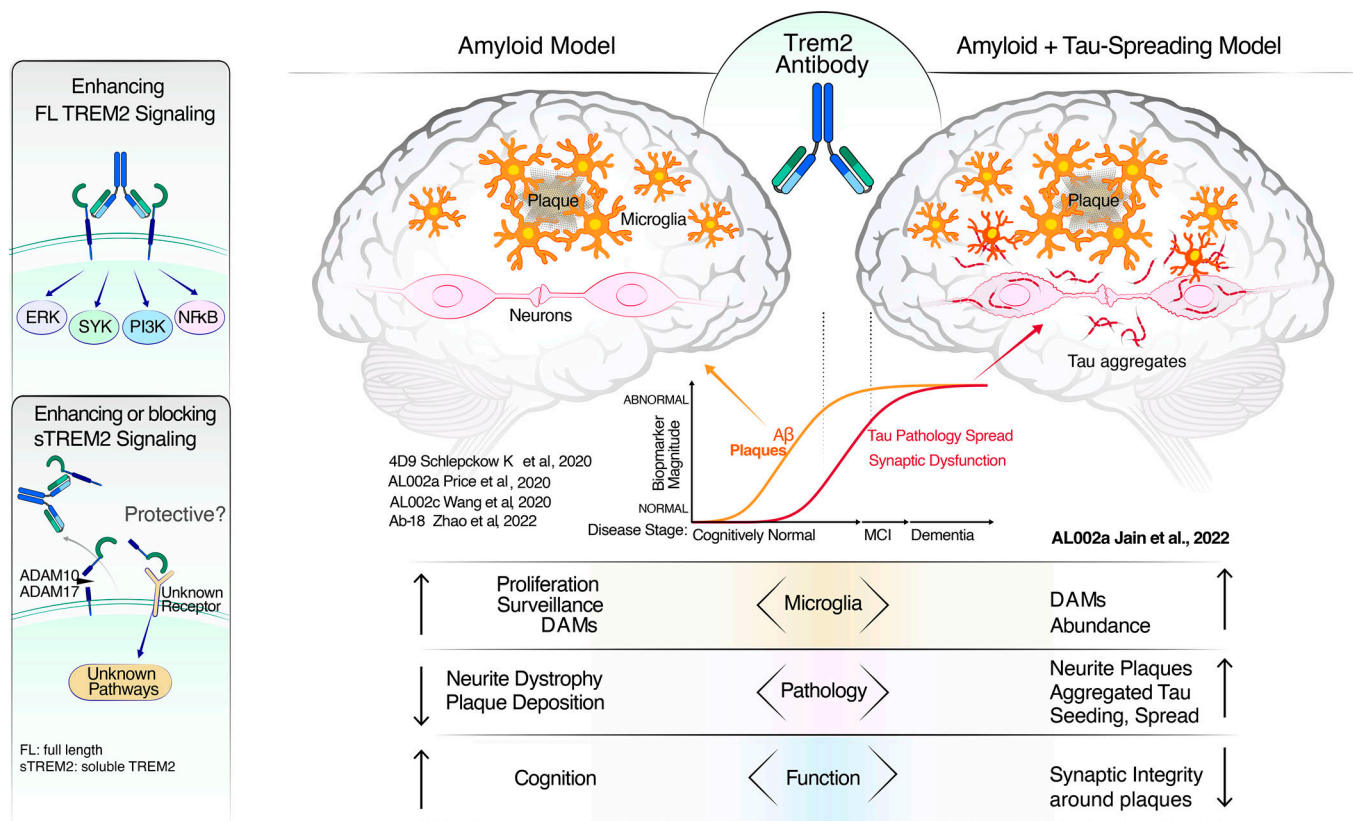 Enhancing
FL TREM2 Signaling
ERK
SYK
PI3K
NFκB
Enhancing or blocking
sTREM2 Signaling
Protective?
ADAM10
ADAM17
Unknown
Receptor
Unknown
Pathways
FL: full length
sTREM2: soluble TREM2
Amyloid Model
Trem2
Antibody
Amyloid + Tau-Spreading Model
Plaque
Microglia
Neurons
Plaque
Tau aggregates
4D9 Schlepckow K et al, 2020
AL002a Price et al, 2020
AL002c Wang et al, 2020
Ab-18 Zhao et al, 2022
Biopmarker
Magnitude
ABNORMAL
NORMAL
Aβ
Plaques
Tau Pathology Spread
Synaptic Dysfunction
Disease Stage: Cognitively Normal MCI Dementia
AL002a Jain et al., 2022
Proliferation
Surveillance
DAMs
Microglia
DAMs
Abundance
Neurite Dystrophy
Plaque Deposition
Pathology
Neurite Plaques
Aggregated Tau
Seeding, Spread
Cognition
Function
Synaptic Integrity
around plaques